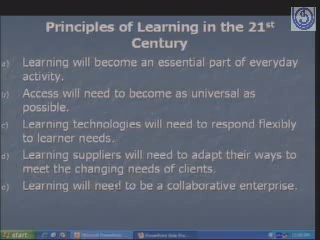 Principles of Learning in the 21st
Century
a) Learning will become an essential part of everyday
activity.
b) Access will need to become as universal as
possible.
c) Learning technologies will need to respond flexibly
to learner needs.
d) Learning suppliers will need to adapt their ways to
meet the changing needs of clients.
e) Learning will need to be a collaborative enterprise.
start